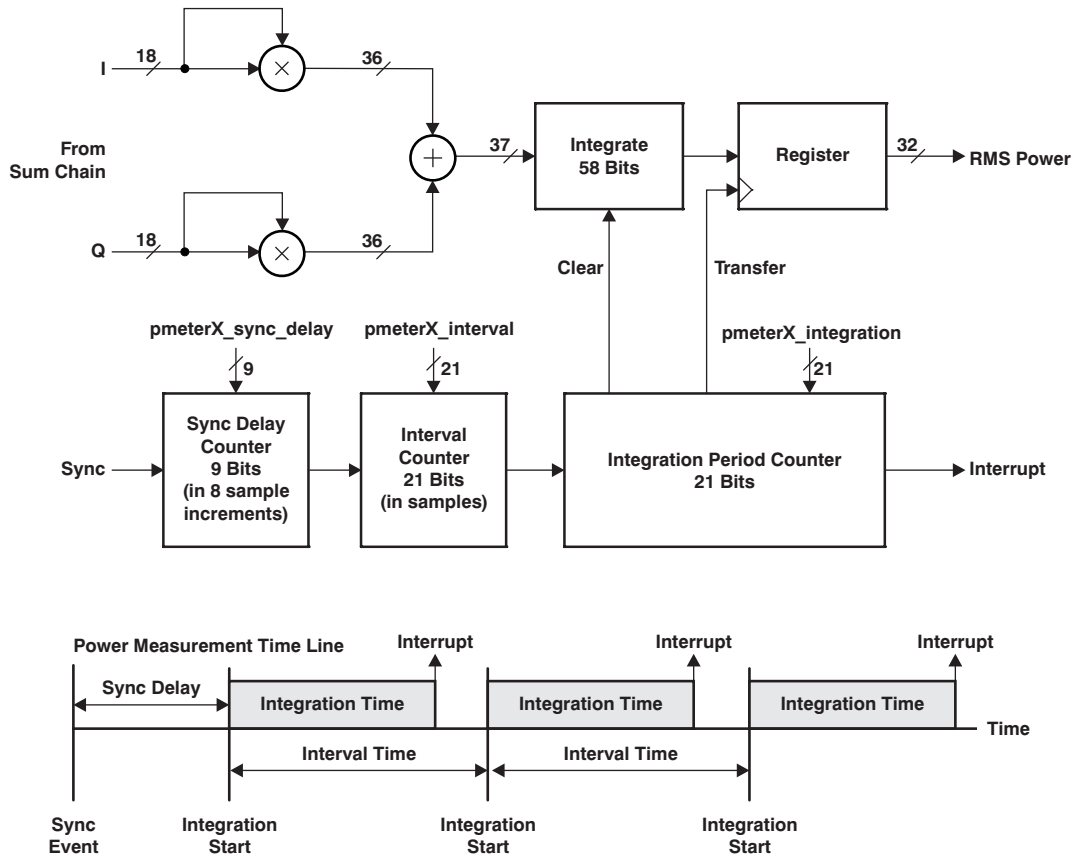 I
18
×
36
From
Sum Chain
+
37
Integrate
58 Bits
Register
32
RMS Power
Q
18
×
36
Clear
Transfer
pmeterX_sync_delay
9
pmeterX_interval
21
pmeterX_integration
21
Sync
Sync Delay
Counter
9 Bits
(in 8 sample
increments)
Interval
Counter
21 Bits
(in samples)
Integration Period Counter
21 Bits
Interrupt
Power Measurement Time Line
Interrupt
Interrupt
Interrupt
Sync Delay
Integration Time
Integration Time
Integration Time
Time
Interval Time
Interval Time
Sync
Event
Integration
Start
Integration
Start
Integration
Start